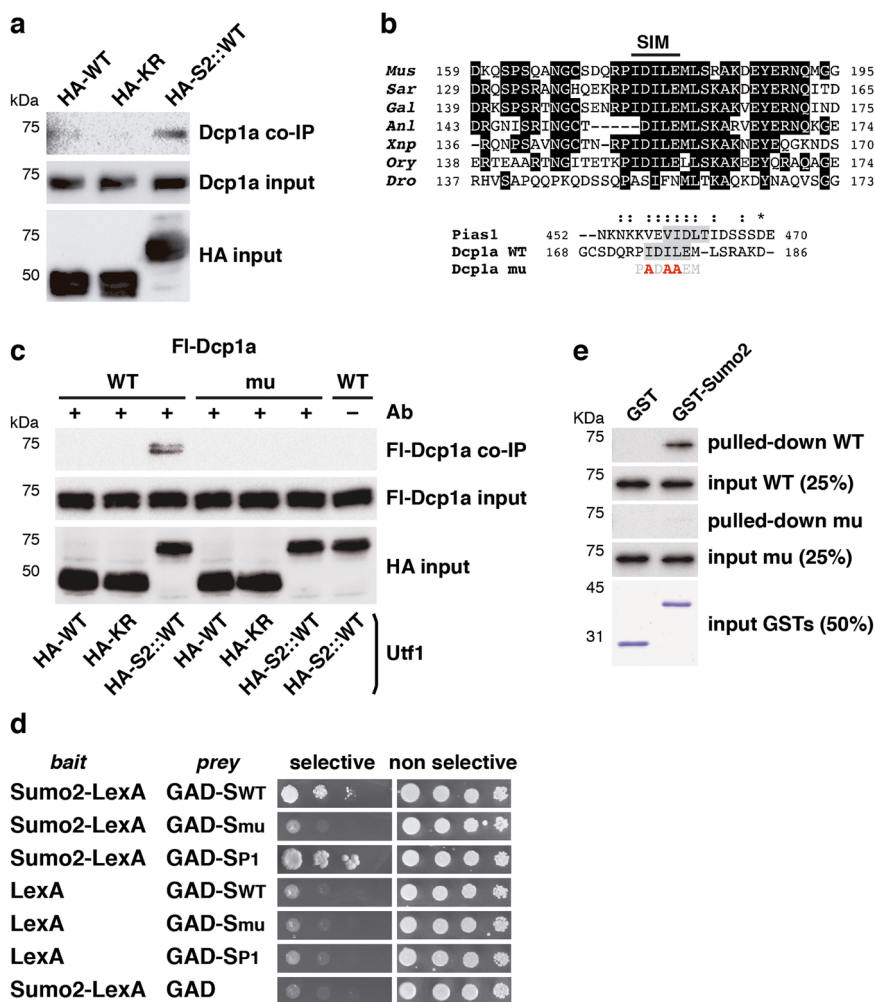 a
HA-WT
HA-KR
HA-S2::WT
kDa
75
Dcp1a co-IP
75
Dcp1a input
75
HA input
50
b
SIM
Mus 159 DKQSPSQANGCSDQRPIDILEMLSRAKDEYERNQMGG 195
Sar 129 DRQSPSRANGHQEKRPIDILEMLSKAKDEYERNQITD 165
Gal 139 DRKSPSRTNGCSENRPIDILEMLSKAKVEYERNQIND 175
Anl 143 DRGNISRINGCT-----DILEMLSKARVEYERNQKGE 174
Xnp 136 -RQNPSAVNGCTN-RPIDILEMLSKAKNEYEQGKNDS 170
Ory 138 ERTEAARTNGITETKPIDILELLSKAKEEYQRAQAGE 174
Dro 137 RHVSAPQQPKQDSSQPASIFNMLTKAQKDYNAQVSGG 173
:: :::::: : : *
Pias1 452 --NKNKKVEVIDLTIDSSSDE 470
Dcp1a WT 168 GCSDQRPIDILEM-LSRAKD- 186
Dcp1a mu PADAAEM
c
Fl-Dcp1a
WT mu WT
+ + + + + + – Ab
kDa
75
Fl-Dcp1a co-IP
75
Fl-Dcp1a input
75
HA input
50
HA-WT
HA-KR
HA-S2::WT
HA-WT
HA-KR
HA-S2::WT
HA-S2::WT
Utf1
e
GST
GST-Sumo2
KDa
75
pulled-down WT
75
input WT (25%)
75
pulled-down mu
75
input mu (25%)
45
input GSTs (50%)
31
d
bait prey selective non selective
Sumo2-LexA GAD-SWT
Sumo2-LexA GAD-Smu
Sumo2-LexA GAD-SP1
LexA GAD-SWT
LexA GAD-Smu
LexA GAD-SP1
Sumo2-LexA GAD